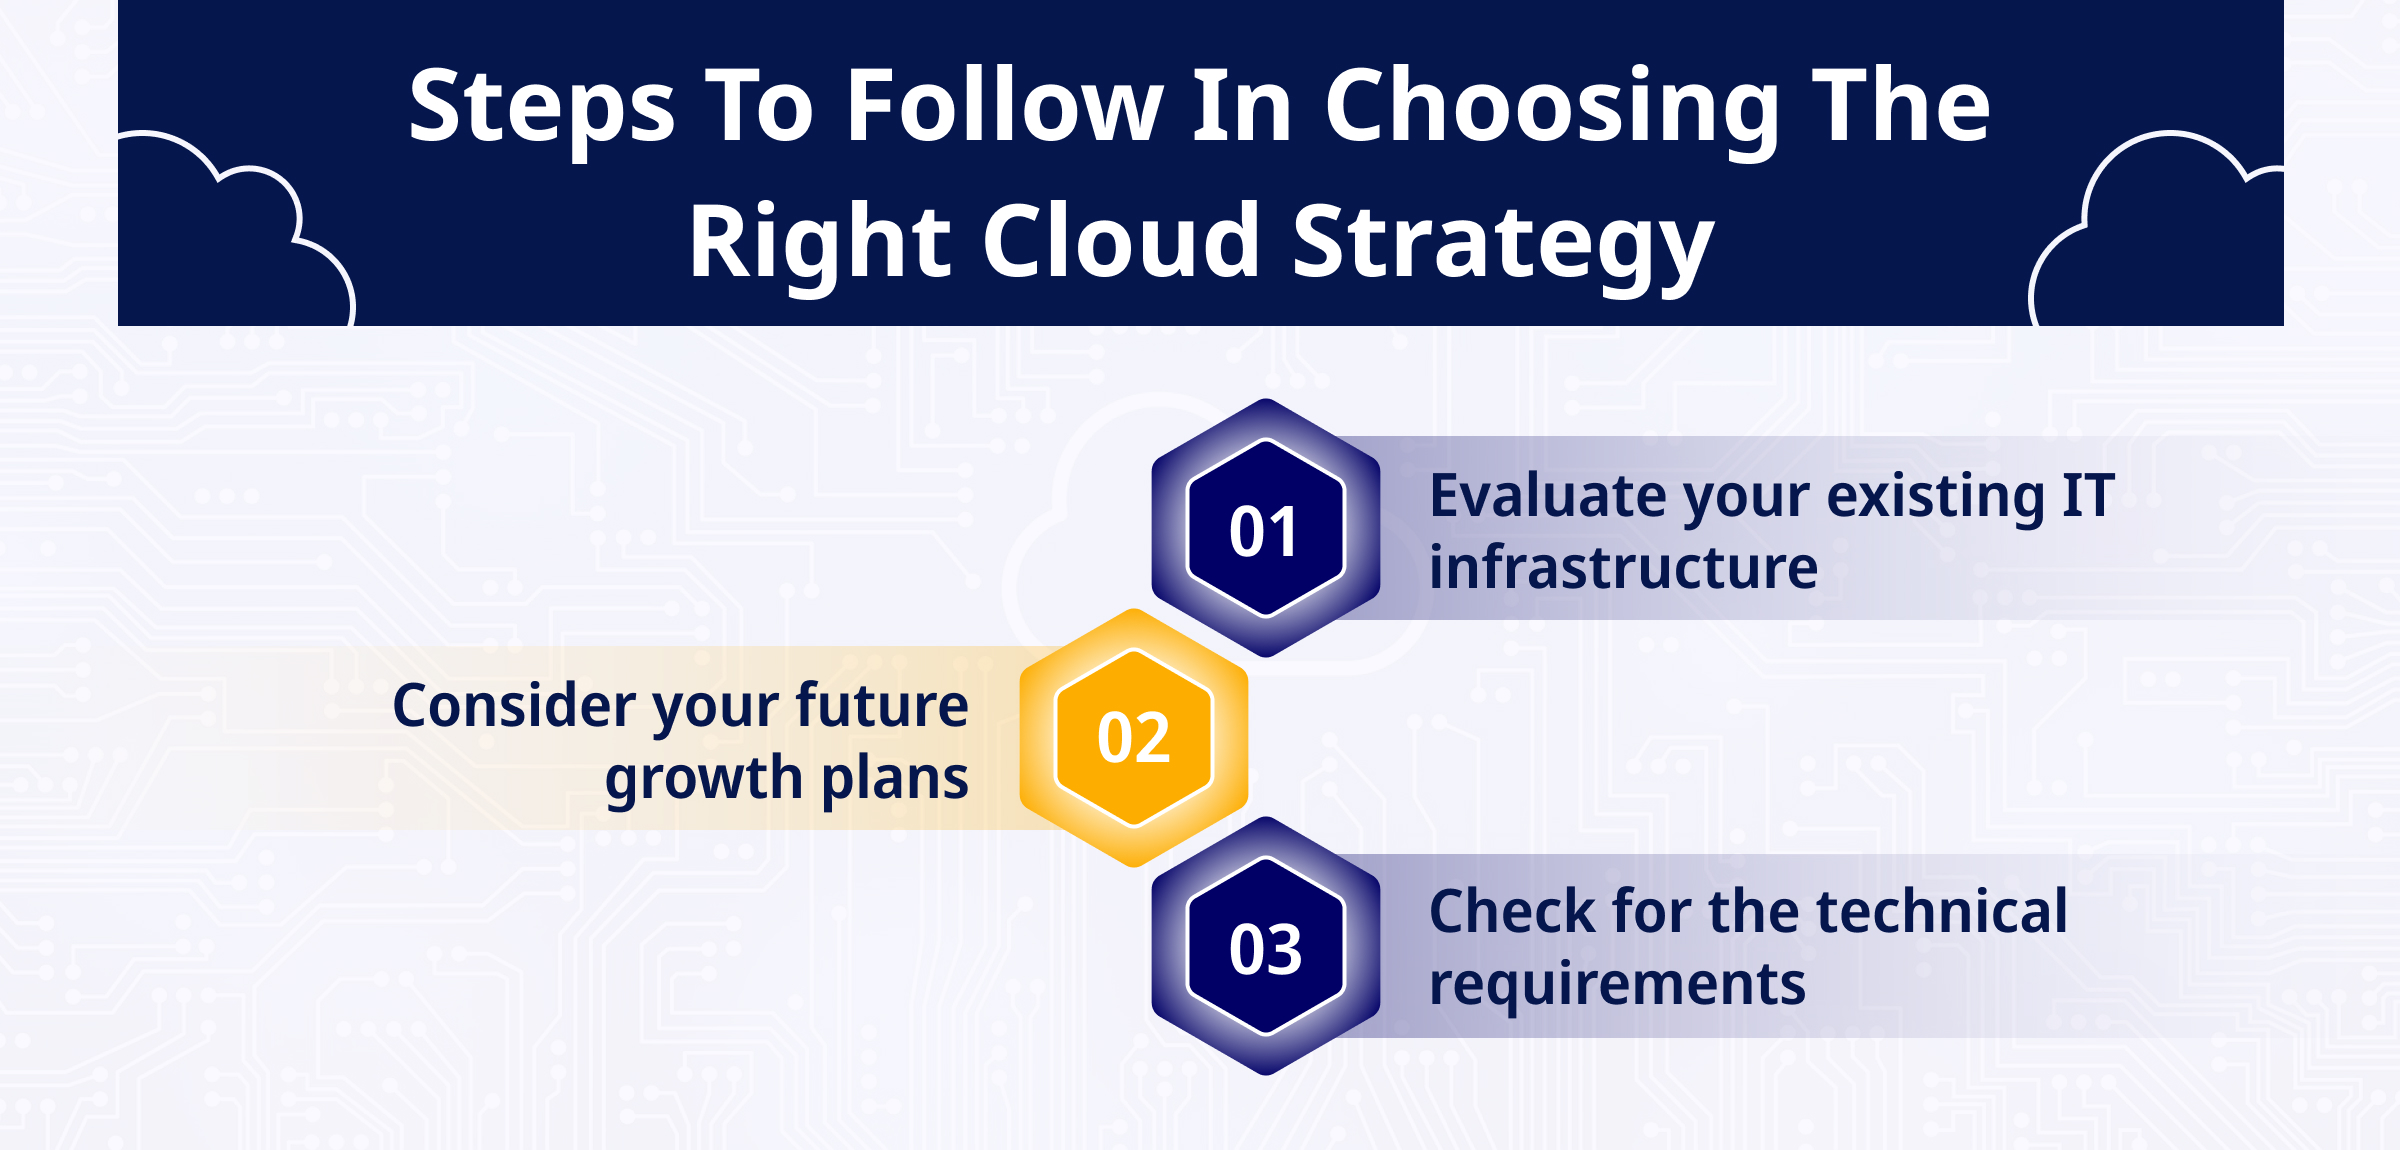 Steps To Follow In Choosing The
Right Cloud Strategy
01
Evaluate your existing IT
infrastructure
02
Consider your future
growth plans
03
Check for the technical
requirements